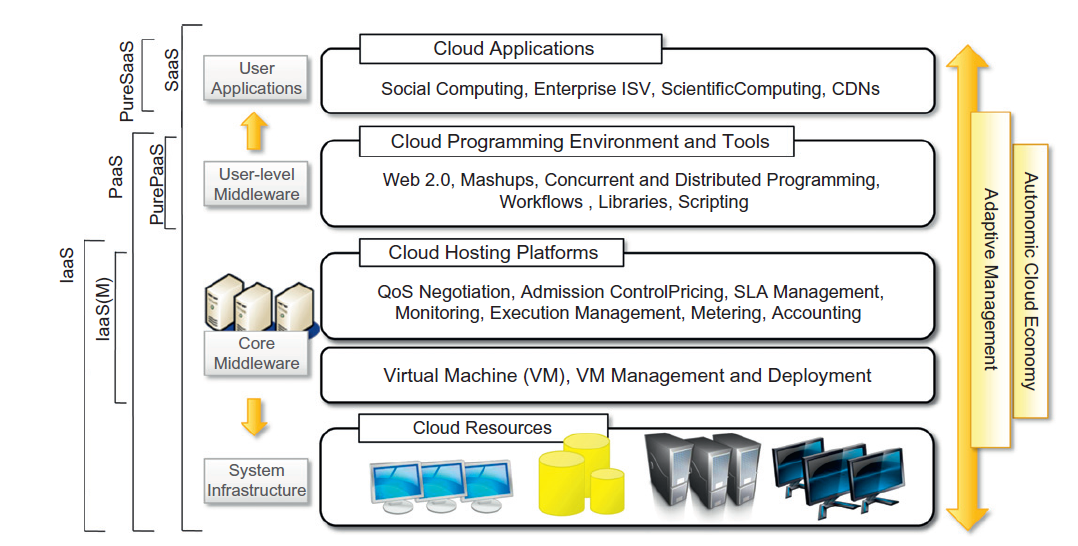 PureSaaS
SaaS
PaaS
PurePaaS
IaaS
IaaS(M)
User
Applications
User-level
Middleware
Core
Middleware
System
Infrastructure
Cloud Applications
Social Computing, Enterprise ISV, ScientificComputing, CDNs
Cloud Programming Environment and Tools
Web 2.0, Mashups, Concurrent and Distributed Programming,
Workflows , Libraries, Scripting
Cloud Hosting Platforms
QoS Negotiation, Admission ControlPricing, SLA Management,
Monitoring, Execution Management, Metering, Accounting
Virtual Machine (VM), VM Management and Deployment
Cloud Resources
Adaptive Management
Autonomic Cloud Economy